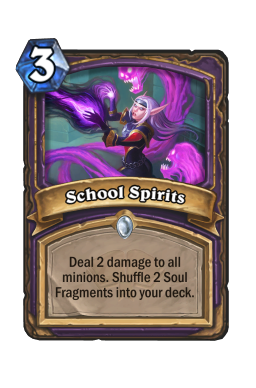 3
School Spirits
Deal 2 damage to all
minions. Shuffle 2 Soul
Fragments into your deck.